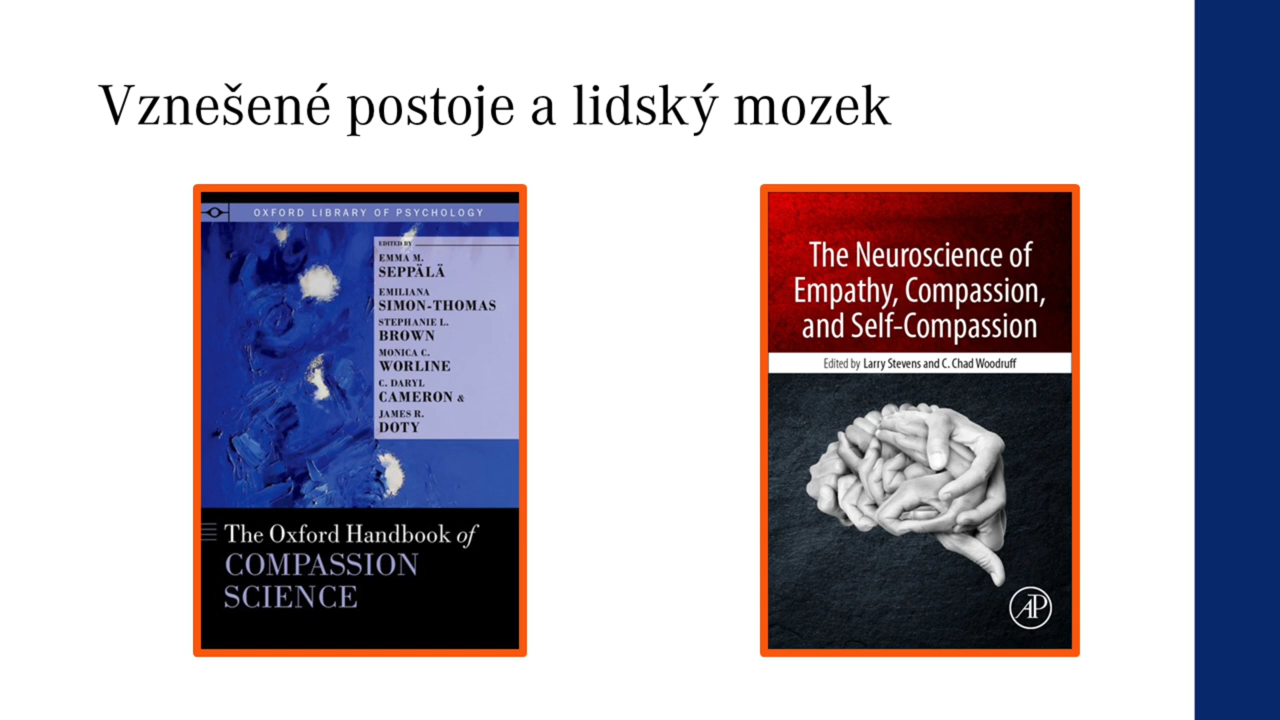 Vznešené postoje a lidský mozek
OXFORD LIBRARY OF PSYCHOLOGY
EDITED BY
EMMA M.
SEPPÄLÄ
EMILIANA
SIMON-THOMAS
STEPHANIE L.
BROWN
MONICA C.
WORLINE
C. DARYL
CAMERON &
JAMES R.
DOTY
The Oxford Handbook of
COMPASSION
SCIENCE
The Neuroscience of
Empathy, Compassion,
and Self-Compassion
Edited by Larry Stevens and C. Chad Woodruff
AP